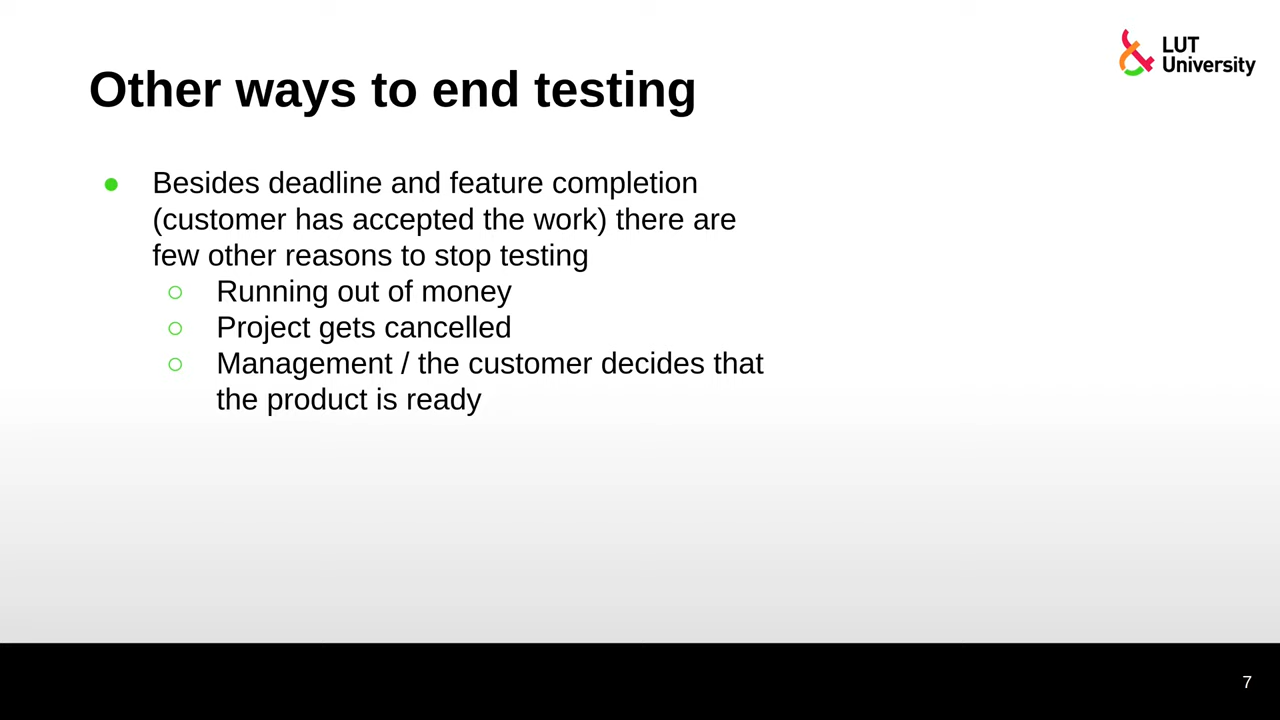 LUT
University
Other ways to end testing
● Besides deadline and feature completion
(customer has accepted the work) there are
few other reasons to stop testing
○ Running out of money
○ Project gets cancelled
○ Management / the customer decides that
the product is ready
7